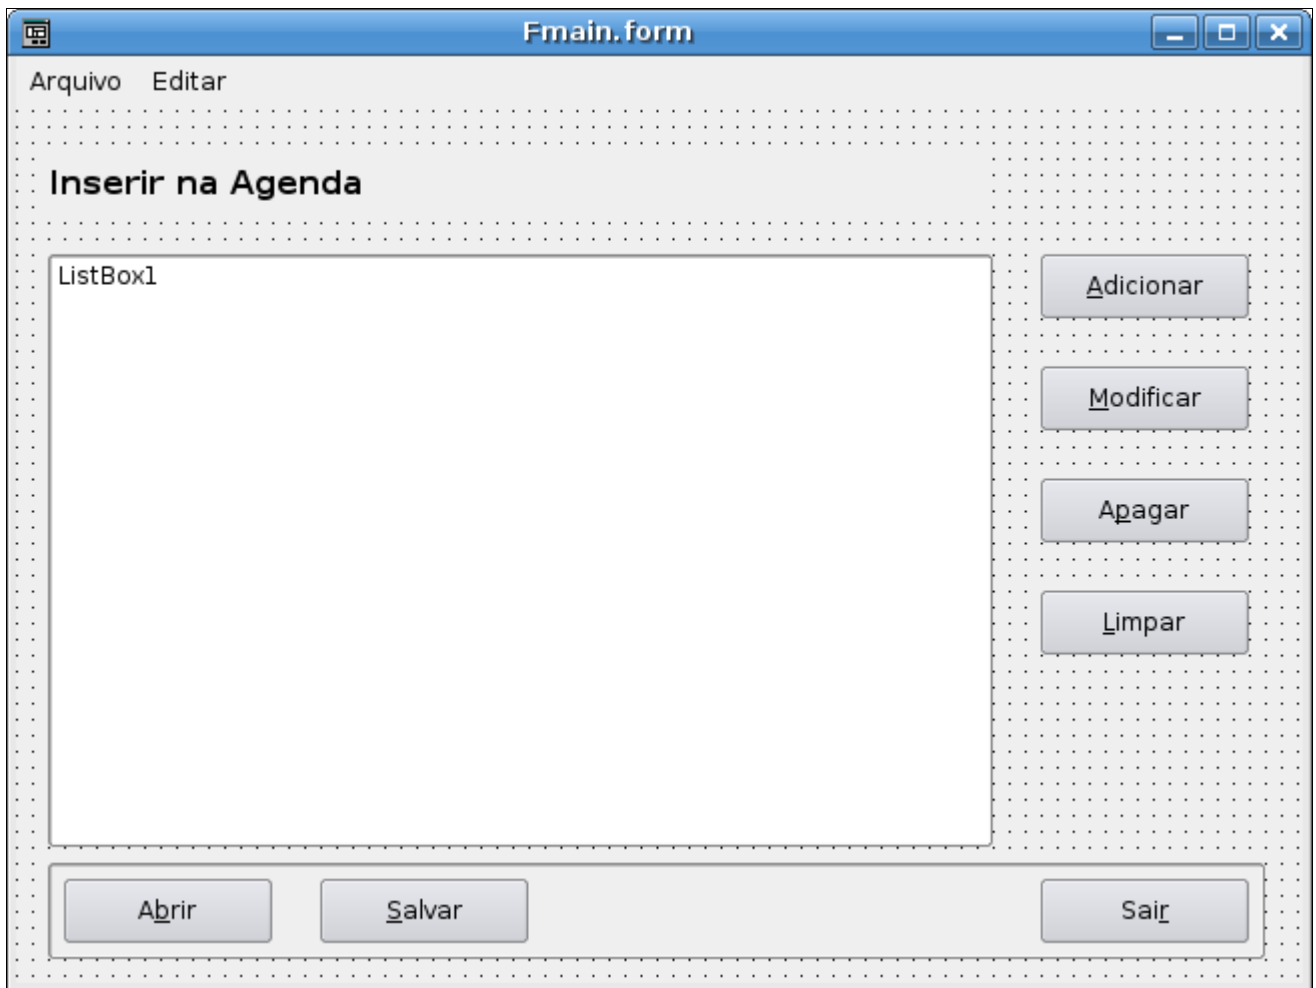 Fmain.form
Arquivo Editar
Inserir na Agenda
ListBox1
Adicionar
Modificar
Apagar
Limpar
Abrir Salvar Sair